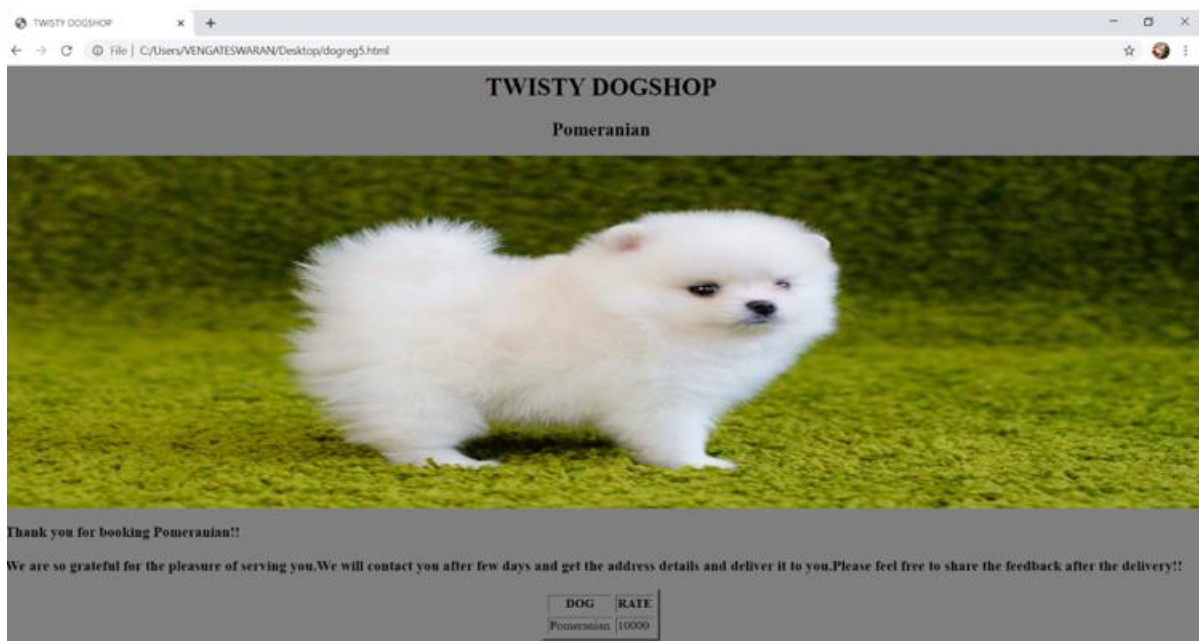 TWISTY DOGSHOP
File | C:/Users/VENGATESWARAN/Desktop/dogreg5.html
TWISTY DOGSHOP
Pomeranian
Thank you for booking Pomeranian!!
We are so grateful for the pleasure of serving you.We will contact you after few days and get the address details and deliver it to you.Please feel free to share the feedback after the delivery!!
DOG RATE
Pomeranian 10000